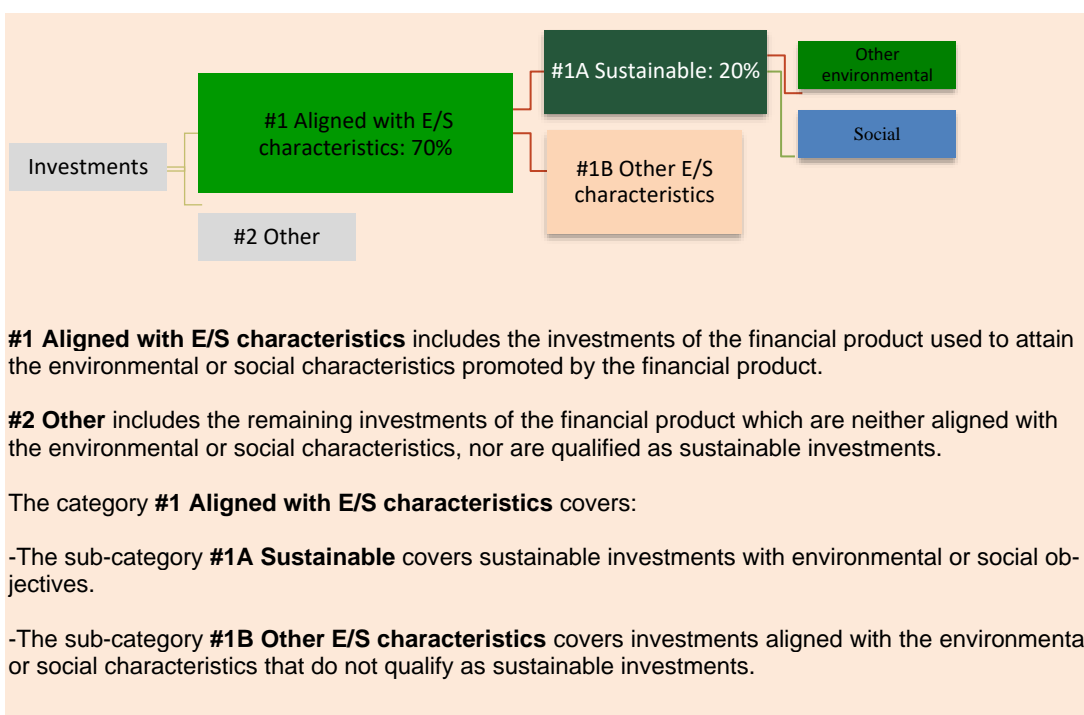 Investments
#1 Aligned with E/S
characteristics: 70%
#2 Other
#1A Sustainable: 20%
#1B Other E/S
characteristics
Other
environmental
Social
#1 Aligned with E/S characteristics includes the investments of the financial product used to attain
the environmental or social characteristics promoted by the financial product.
#2 Other includes the remaining investments of the financial product which are neither aligned with
the environmental or social characteristics, nor are qualified as sustainable investments.
The category #1 Aligned with E/S characteristics covers:
-The sub-category #1A Sustainable covers sustainable investments with environmental or social ob-
jectives.
-The sub-category #1B Other E/S characteristics covers investments aligned with the environmenta
or social characteristics that do not qualify as sustainable investments.